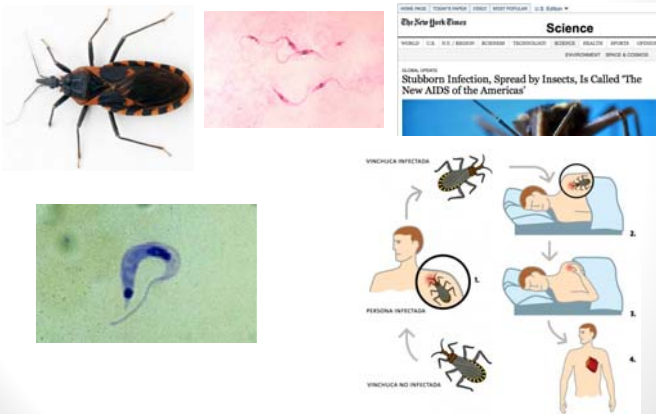 HOME PAGE TODAY'S PAPER VIDEO MOST POPULAR U.S. Edition
The New York Times
Science
WORLD U.S. N.Y. / REGION BUSINESS TECHNOLOGY SCIENCE HEALTH SPORTS OPINION
ENVIRONMENT SPACE & COSMOS
GLOBAL UPDATE
Stubborn Infection, Spread by Insects, Is Called 'The
New AIDS of the Americas'
VINCHUCA INFECTADA
2.
1.
PERSONA INFECTADA
3.
4.
VINCHUCA NO INFECTADA